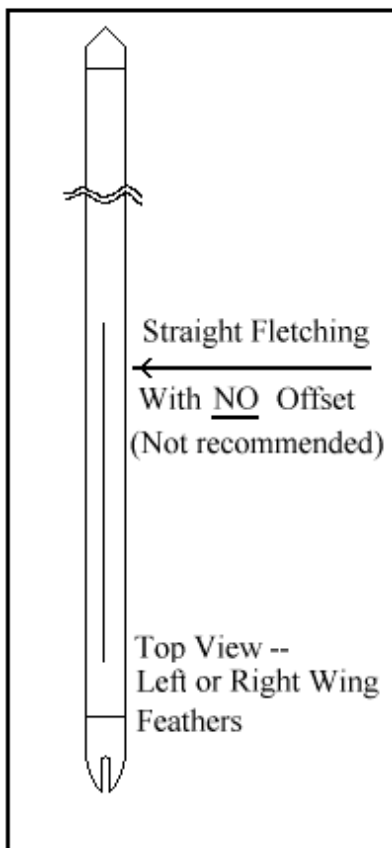 Straight Fletching
With NO Offset
(Not recommended)
Top View --
Left or Right Wing
Feathers